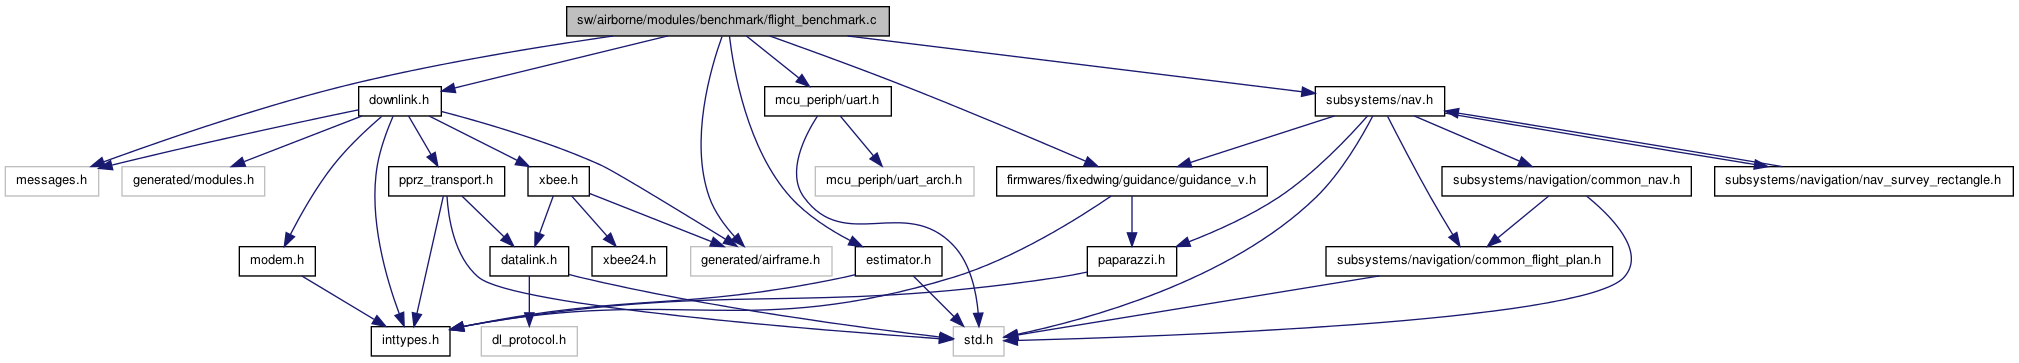 sw/airborne/modules/benchmark/flight_benchmark.c
downlink.h
mcu_periph/uart.h
subsystems/nav.h
messages.h
generated/modules.h
pprz_transport.h
xbee.h
mcu_periph/uart_arch.h
firmwares/fixedwing/guidance/guidance_v.h
subsystems/navigation/common_nav.h
subsystems/navigation/nav_survey_rectangle.h
modem.h
datalink.h
xbee24.h
generated/airframe.h
estimator.h
paparazzi.h
subsystems/navigation/common_flight_plan.h
inttypes.h
dl_protocol.h
std.h